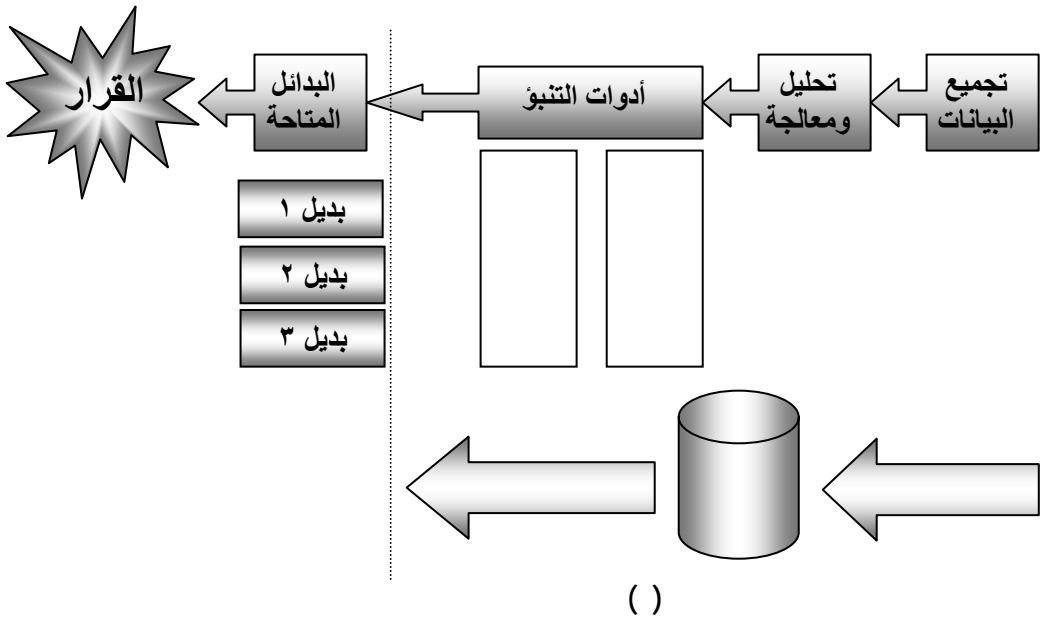 تجميع
البيانات
تحليل
ومعالجة
أدوات التنبؤ
البدائل
المتاحة
القرار
بديل ١
بديل ٢
بديل ٣
( )